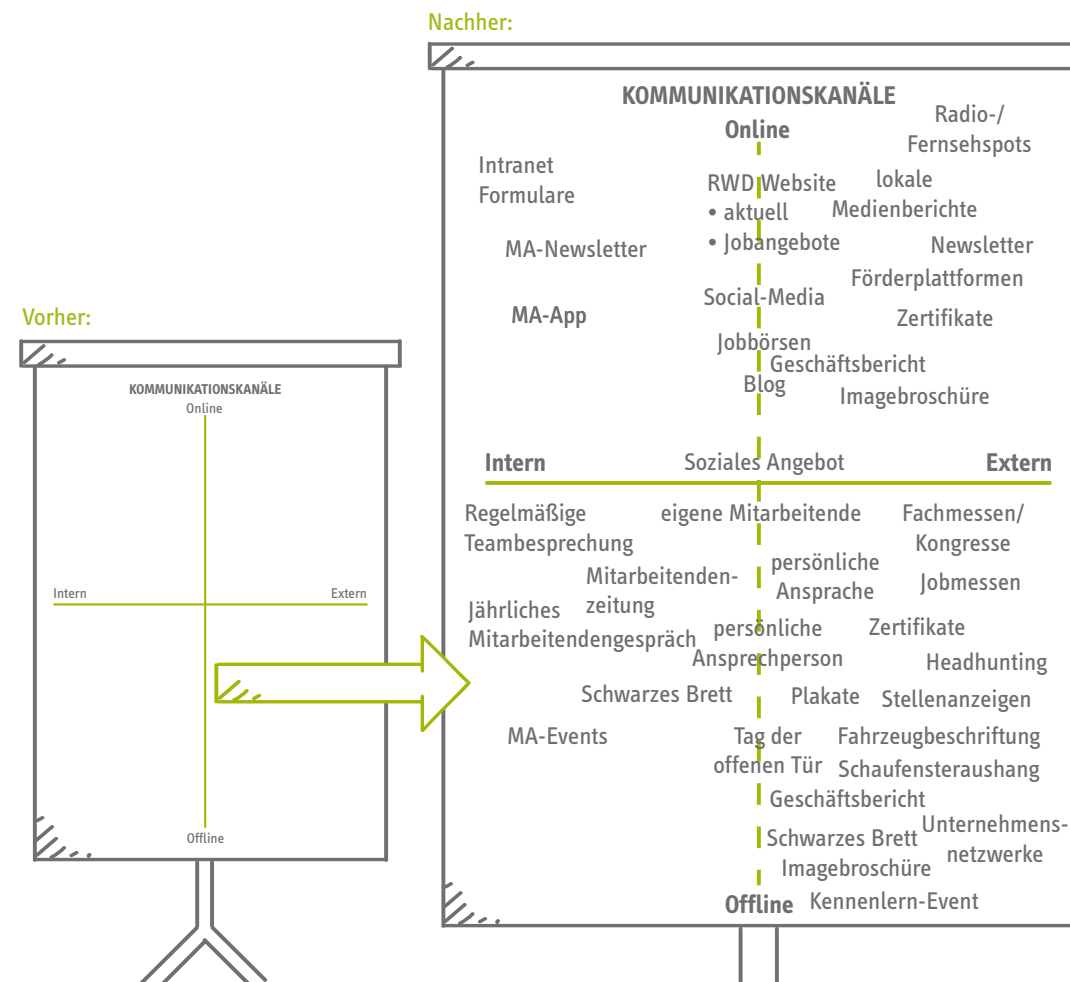 Nachher:
KOMMUNIKATIONSKANÄLE
Online
Radio-/
Fernsehspots
Intranet
Formulare
RWD Website
• aktuell
• Jobangebote
lokale
Medienberichte
MA-Newsletter
Newsletter
Förderplattformen
Social-Media
MA-App
Zertifikate
Jobbörsen
Geschäftsbericht
Blog
Imagebroschüre
Intern
Soziales Angebot
Extern
Regelmäßige
Teambesprechung
eigene Mitarbeitende
Fachmessen/
Kongresse
persönliche
Ansprache
Mitarbeitenden-
zeitung
Jobmessen
Jährliches
Mitarbeitendengespräch
persönliche
Ansprechperson
Zertifikate
Headhunting
Schwarzes Brett
Plakate
Stellenanzeigen
MA-Events
Tag der
offenen Tür
Fahrzeugbeschriftung
Schaufensteraushang
Geschäftsbericht
Schwarzes Brett
Unternehmens-
netzwerke
Imagebroschüre
Offline
Kennenlern-Event
Vorher:
KOMMUNIKATIONSKANÄLE
Online
Intern
Extern
Offline